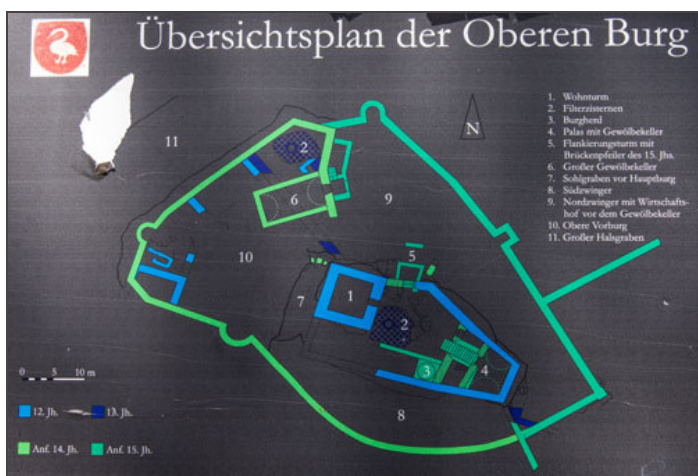 Übersichtsplan der Oberen Burg
1. Wohnturm
2. Filterzisternen
3. Burgherd
4. Palas mit Gewölbekeller
5. Flankierungsturm mit
Brückenpfeiler des 15. Jhs.
6. Großer Gewölbekeller
7. Sohlgraben vor Hauptburg
8. Südzwinger
9. Nordzwinger mit Wirtschafts-
hof vor dem Gewölbekeller
10. Obere Vorburg
11. Großer Halsgraben
N
11
2
6
9
10
5
7
1
2
3
4
8
0 5 10 m
12. Jh.
13. Jh.
Anf. 14. Jh.
Anf. 15. Jh.